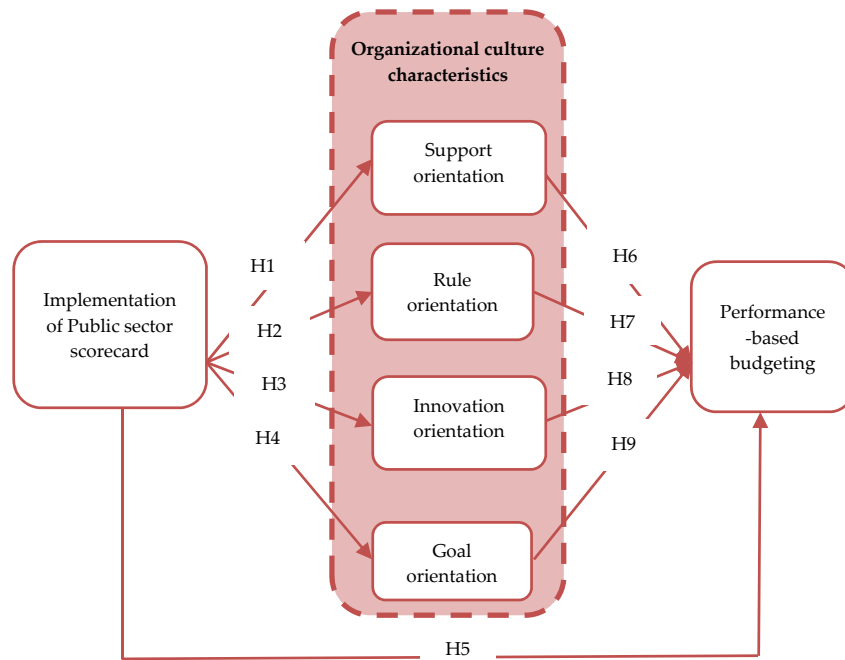 Organizational culture
characteristics
Support
orientation
H1
H6
Implementation
of Public sector
scorecard
Rule
orientation
Performance
-based
budgeting
H2
H7
H3
H8
Innovation
orientation
H4
H9
Goal
orientation
H5